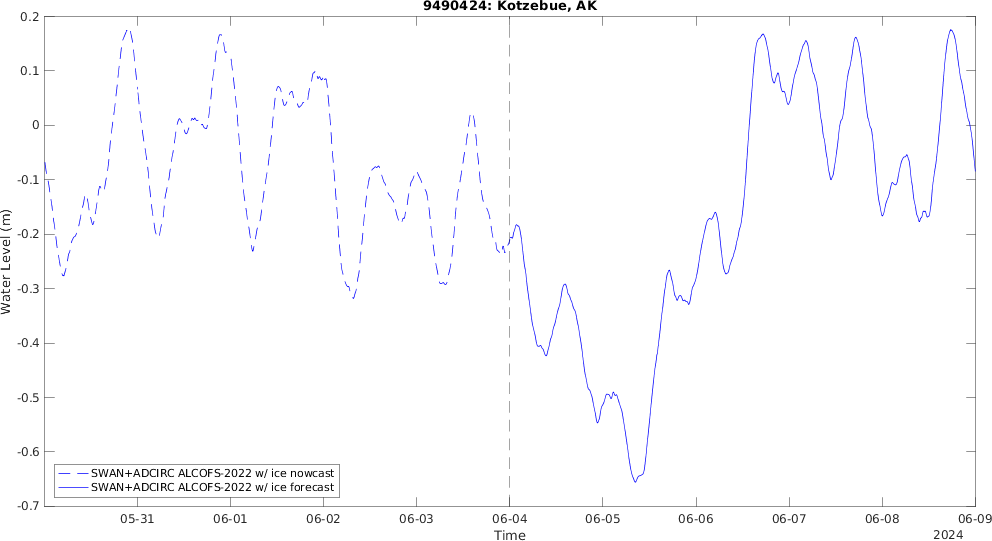 9490424: Kotzebue, AK
Water Level (m)
0.2
0.1
0
-0.1
-0.2
-0.3
-0.4
-0.5
-0.6
-0.7
SWAN+ADCIRC ALCOFS-2022 w/ ice nowcast
SWAN+ADCIRC ALCOFS-2022 w/ ice forecast
05-31 06-01 06-02 06-03 06-04 06-05 06-06 06-07 06-08 06-09
Time
2024